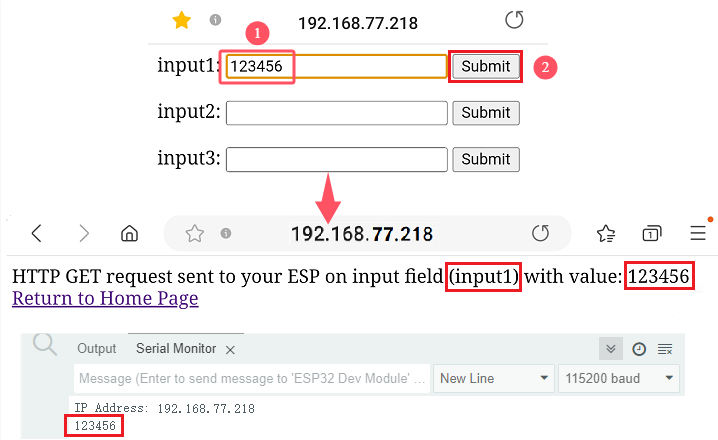 192.168.77.218
1
input1: 123456 Submit
2
input2: Submit
input3: Submit
192.168.77.218
1
HTTP GET request sent to your ESP on input field (input1) with value: 123456
Return to Home Page
Output Serial Monitor
Message (Enter to send message to 'ESP32 Dev Module' ... New Line 115200 baud
IP Address: 192.168.77.218
123456